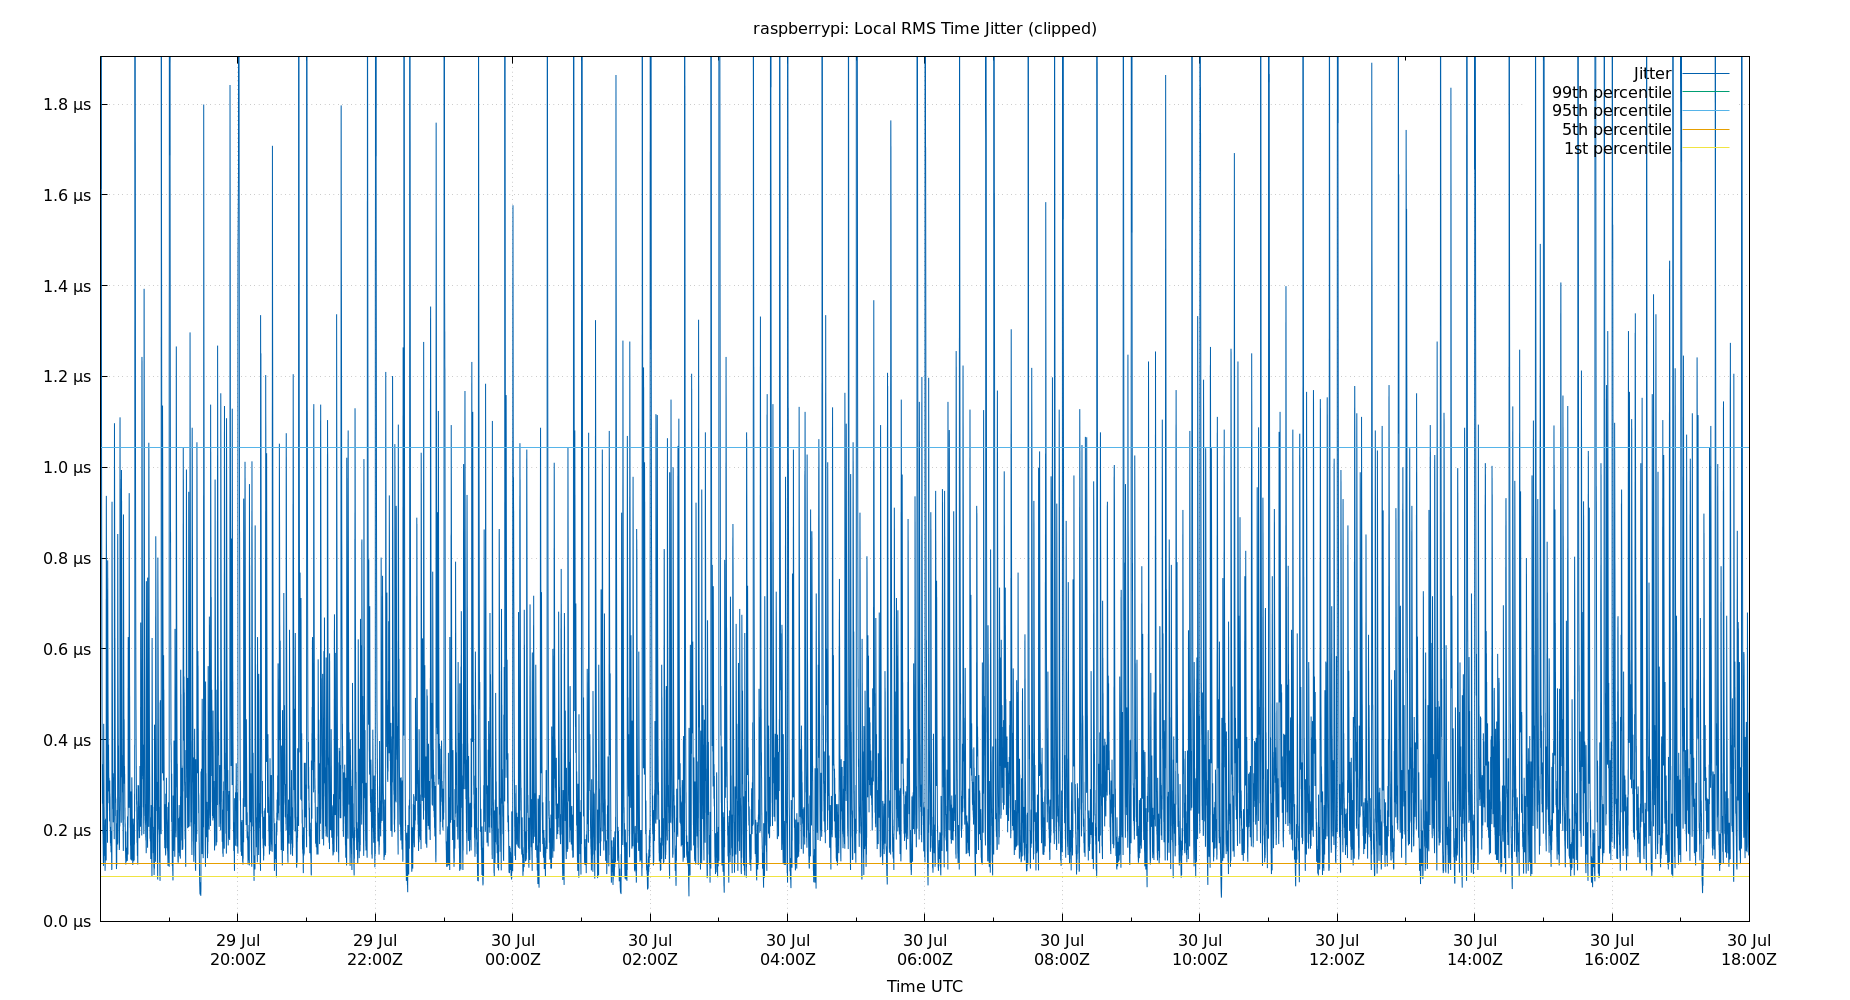 raspberrypi: Local RMS Time Jitter (clipped)
Jitter
99th percentile
95th percentile
5th percentile
1st percentile
1.8 µs
1.6 µs
1.4 µs
1.2 µs
1.0 µs
0.8 µs
0.6 µs
0.4 µs
0.2 µs
0.0 µs
29 Jul 29 Jul 30 Jul 30 Jul 30 Jul 30 Jul 30 Jul 30 Jul 30 Jul 30 Jul 30 Jul 30 Jul
20:00Z 22:00Z 00:00Z 02:00Z 04:00Z 06:00Z 08:00Z 10:00Z 12:00Z 14:00Z 16:00Z 18:00Z
Time UTC